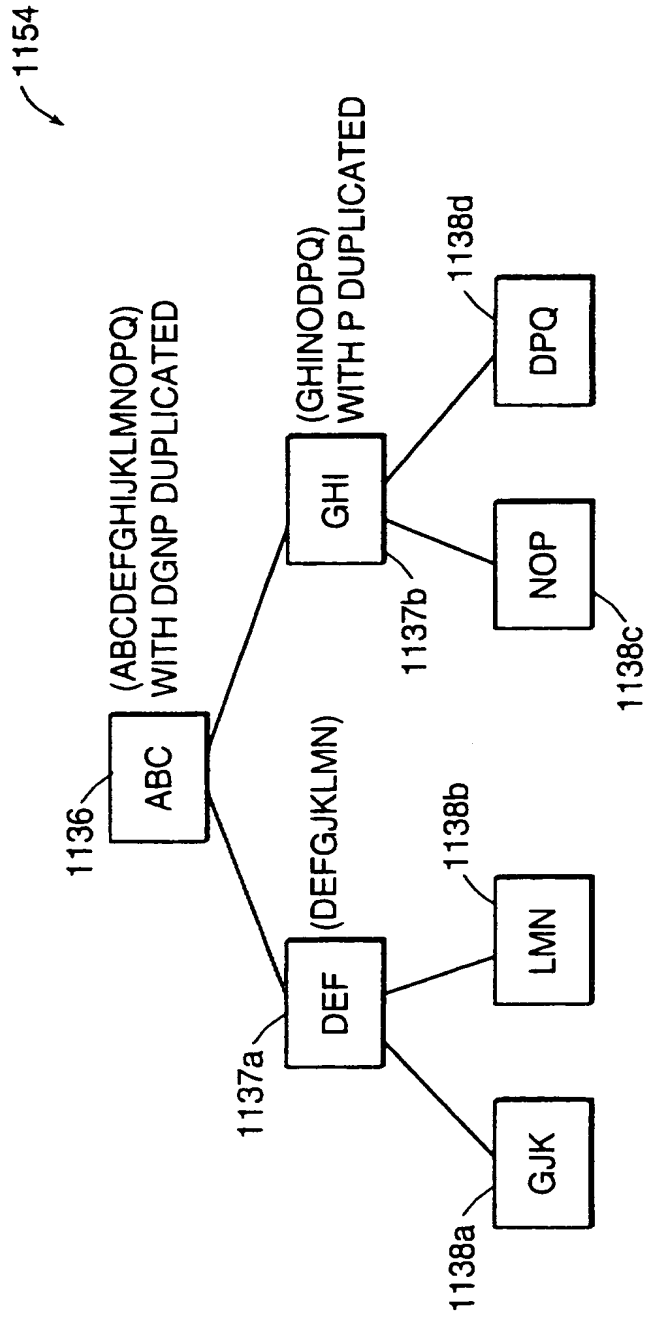 1154
1136
ABC
(ABCDEFGHIJKLMNOPQ)
WITH DGNP DUPLICATED
1137a
DEF
(DEFGJKLMN)
GHI
(GHINODPQ)
WITH P DUPLICATED
1137b
1138a
GJK
1138b
LMN
NOP
1138c
1138d
DPQ